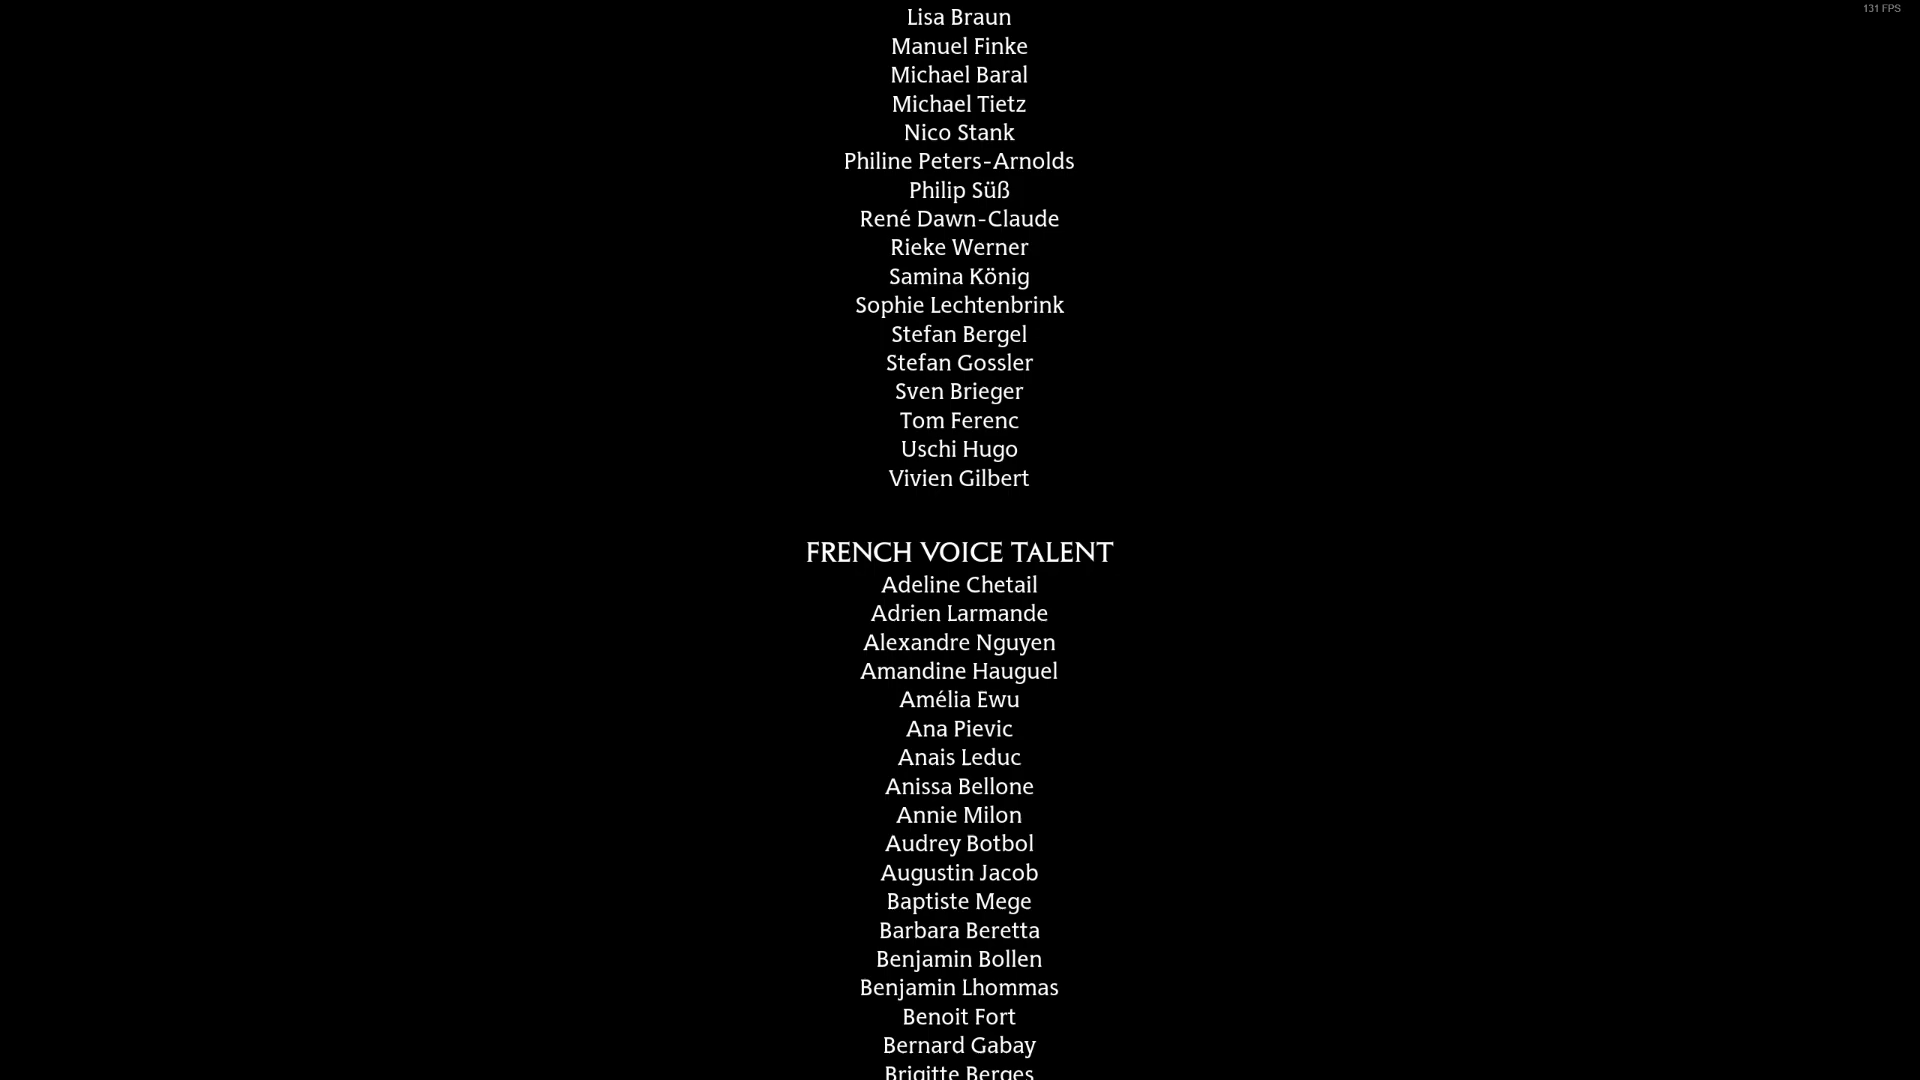 131 FPS
Lisa Braun
Manuel Finke
Michael Baral
Michael Tietz
Nico Stank
Philine Peters-Arnolds
Philip Süß
René Dawn-Claude
Rieke Werner
Samina König
Sophie Lechtenbrink
Stefan Bergel
Stefan Gossler
Sven Brieger
Tom Ferenc
Uschi Hugo
Vivien Gilbert
FRENCH VOICE TALENT
Adeline Chetail
Adrien Larmande
Alexandre Nguyen
Amandine Hauguel
Amélia Ewu
Ana Pievic
Anais Leduc
Anissa Bellone
Annie Milon
Audrey Botbol
Augustin Jacob
Baptiste Mege
Barbara Beretta
Benjamin Bollen
Benjamin Lhommas
Benoit Fort
Bernard Gabay
Brigitte Berges